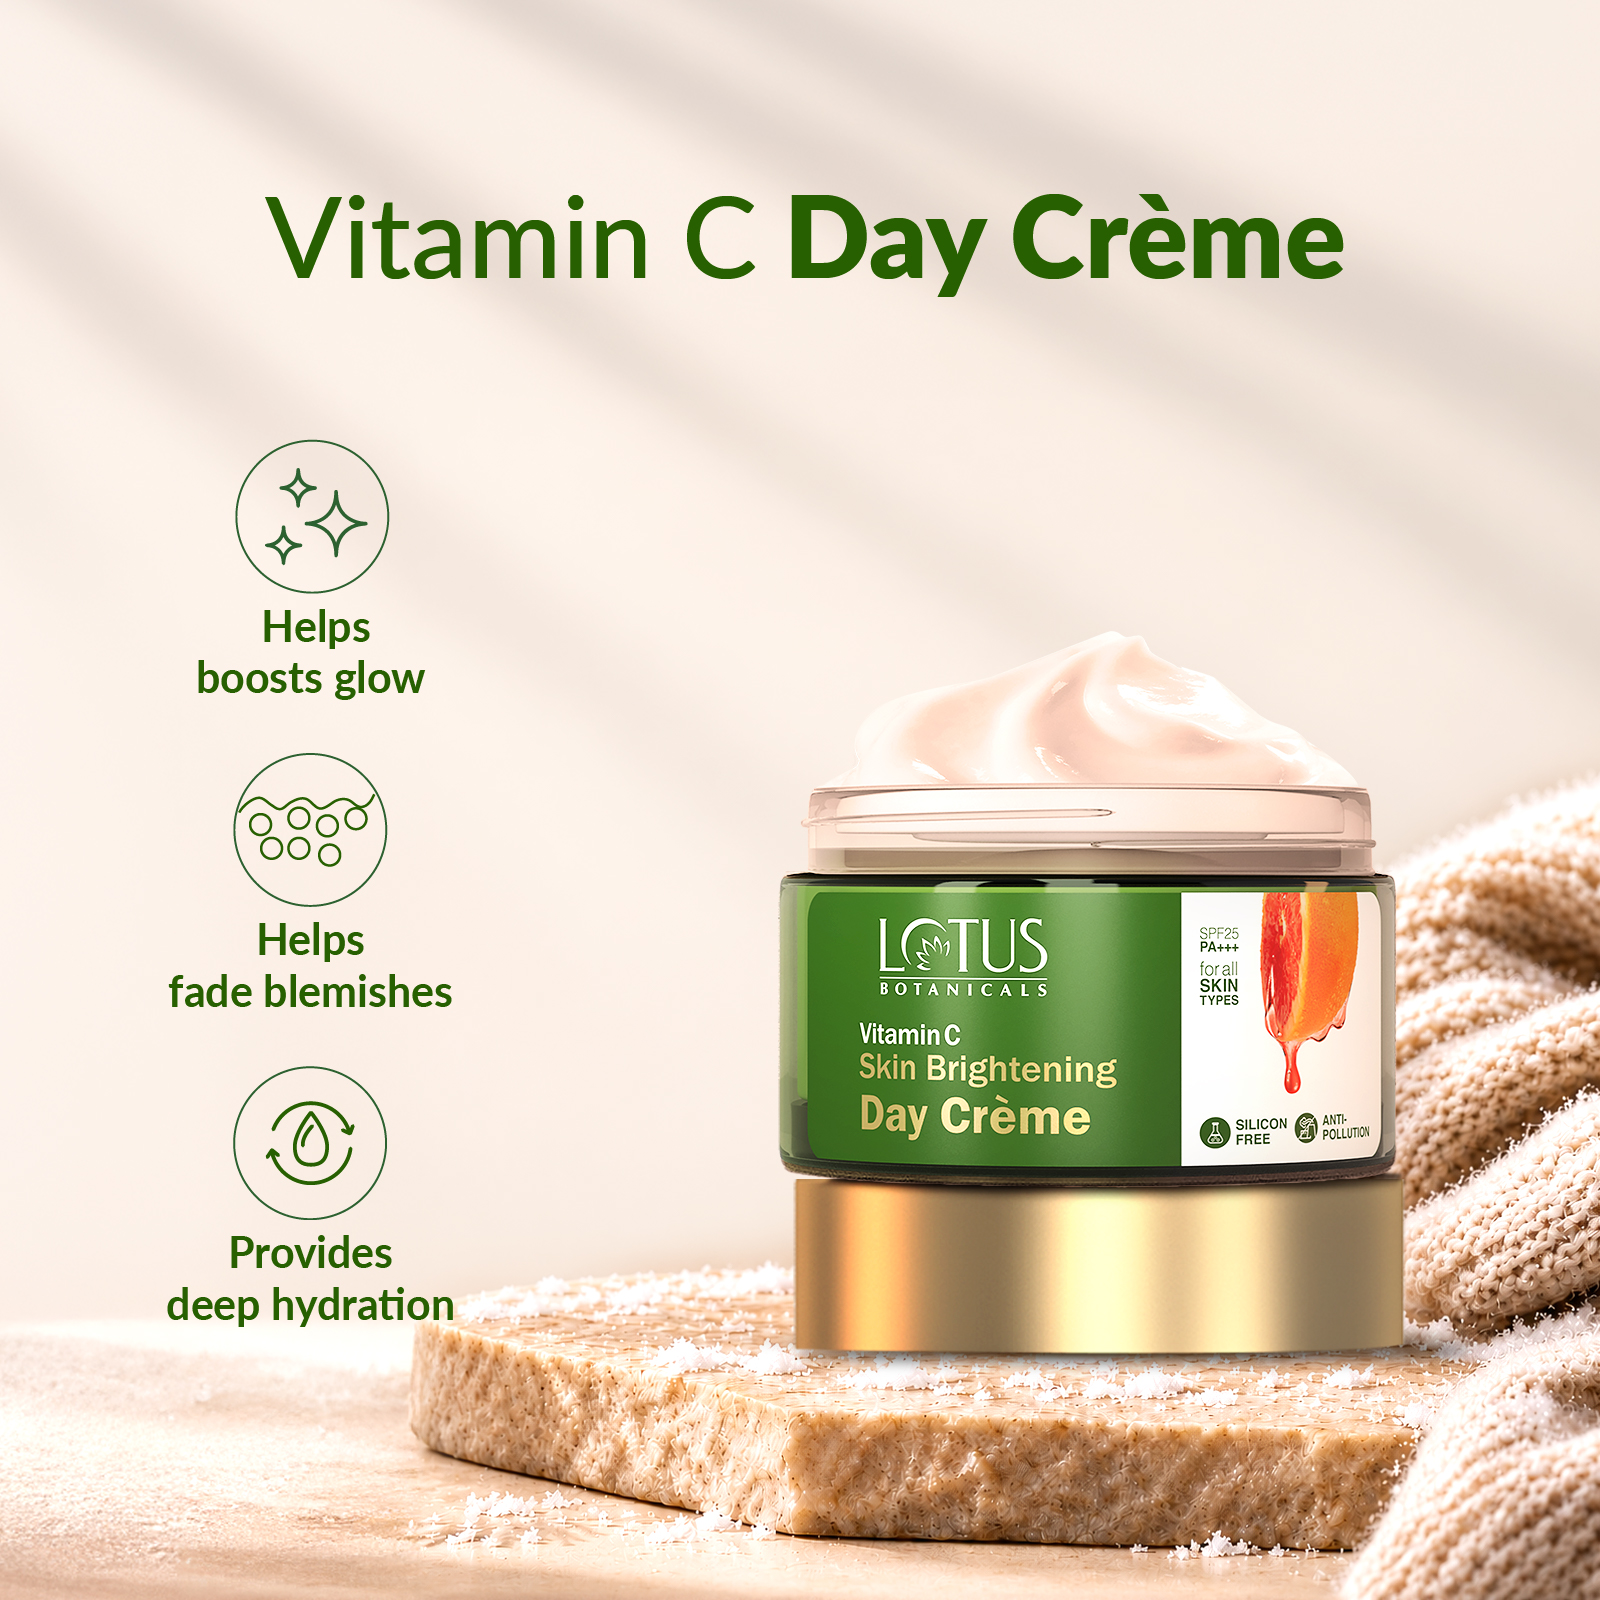 Vitamin C Day Crème
Helps
boosts glow
Helps
fade blemishes
Provides
deep hydration
LOTUS
BOTANICALS
Vitamin C
Skin Brightening
Day Crème
SPF25
PA+++
for all
SKIN
TYPES
SILICON
FREE
ANTI-
POLLUTION